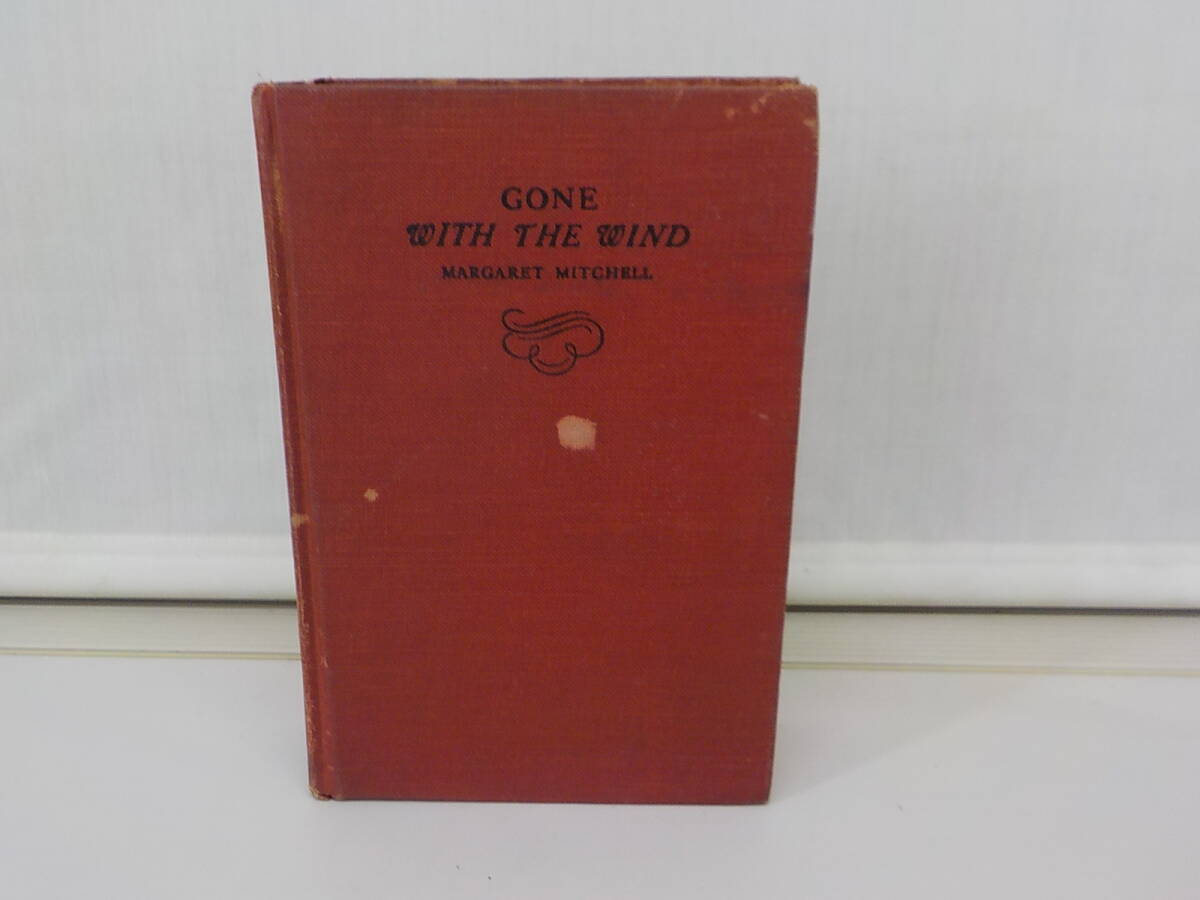 GONE
WITH THE WIND
MARGARET MITCHELL